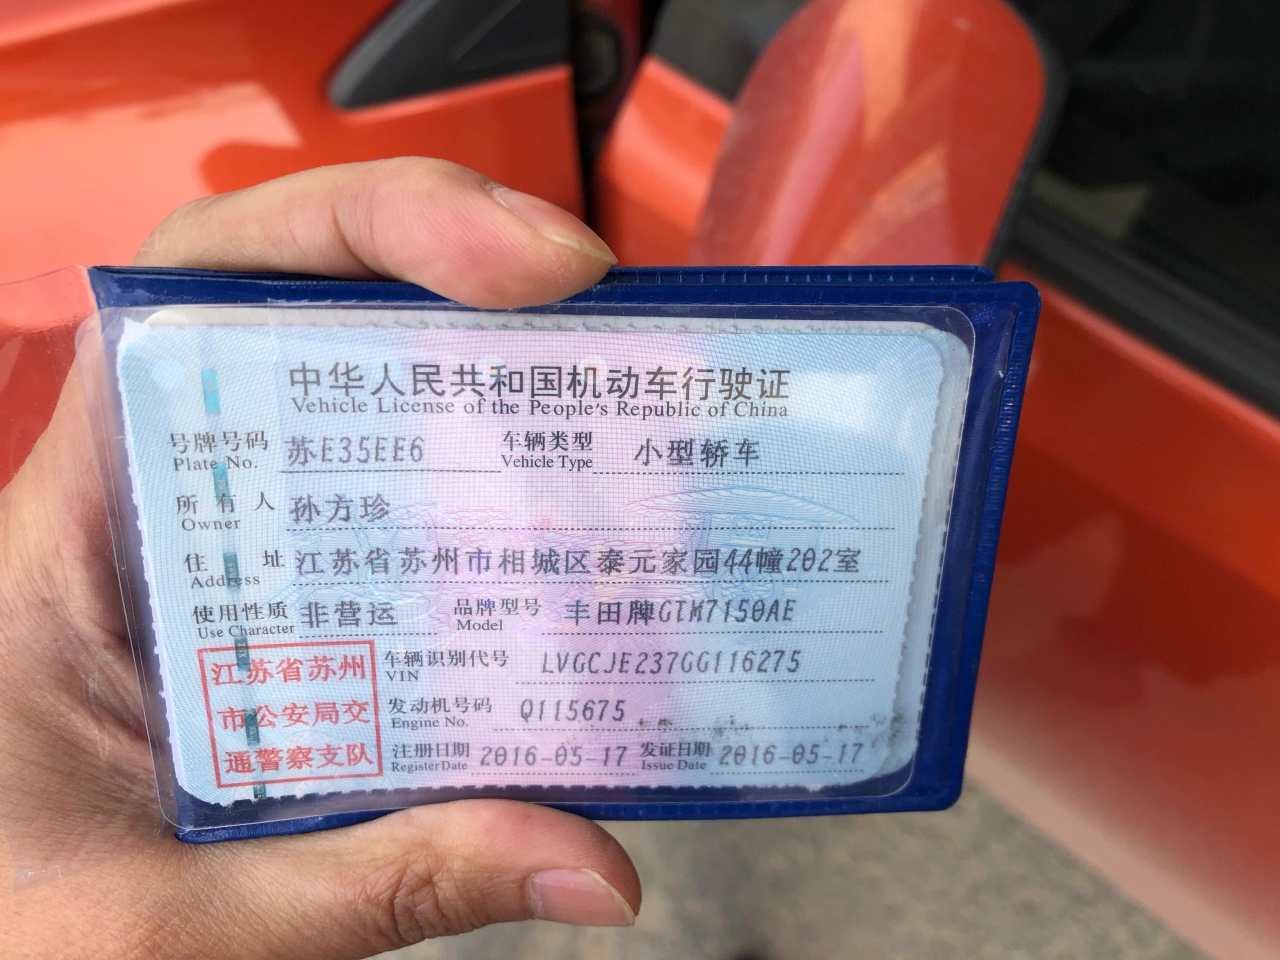 中华人民共和国机动车行驶证
Vehicle License of the People's Republic of China
号牌号码 苏E35EE6 车辆类型 小型轿车
Plate No. Vehicle Type
所有人 孙方珍
Owner
住址 江苏省苏州市相城区泰元家园44幢202室
Address
使用性质 非营运 品牌型号 丰田牌GTM7150AE
Use Character Model
江苏省苏州
市公安局交
通警察支队
车辆识别代号 LVGCJE237GG116275
VIN
发动机号码 Q115675
Engine No.
注册日期 2016-05-17 发证日期 2016-05-17
Register Date Issue Date